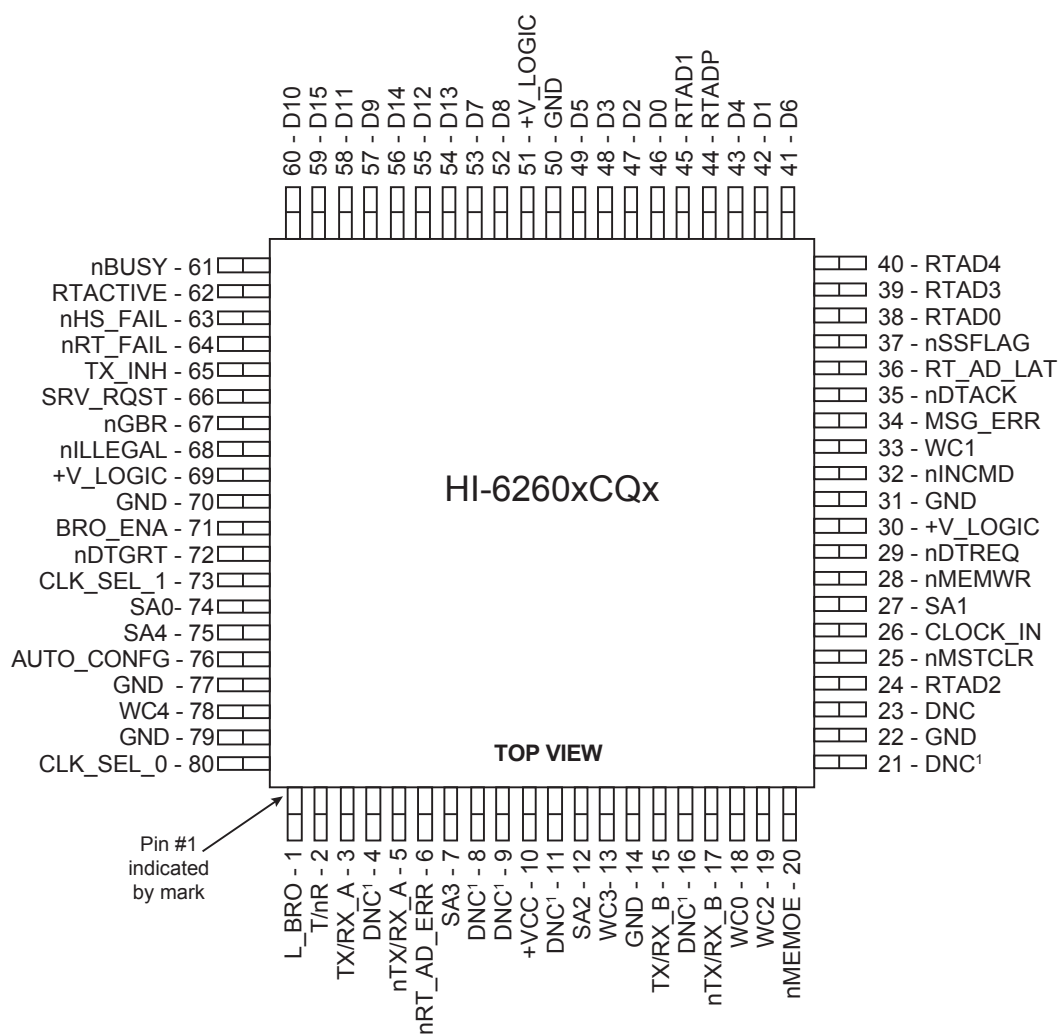 60 - D10
59 - D15
58 - D11
57 - D9
56 - D14
55 - D12
54 - D13
53 - D7
52 - D8
51 - +V_LOGIC
50 - GND
49 - D5
48 - D3
47 - D2
46 - D0
45 - RTAD1
44 - RTADP
43 - D4
42 - D1
41 - D6
nBUSY - 61
RTACTIVE - 62
nHS_FAIL - 63
nRT_FAIL - 64
TX_INH - 65
SRV_RQST - 66
nGBR - 67
nILLEGAL - 68
+V_LOGIC - 69
GND - 70
BRO_ENA - 71
nDTGRT - 72
CLK_SEL_1 - 73
SA0- 74
SA4 - 75
AUTO_CONFG - 76
GND - 77
WC4 - 78
GND - 79
CLK_SEL_0 - 80
HI-6260xCQx
TOP VIEW
40 - RTAD4
39 - RTAD3
38 - RTAD0
37 - nSSFLAG
36 - RT_AD_LAT
35 - nDTACK
34 - MSG_ERR
33 - WC1
32 - nINCMD
31 - GND
30 - +V_LOGIC
29 - nDTREQ
28 - nMEMWR
27 - SA1
26 - CLOCK_IN
25 - nMSTCLR
24 - RTAD2
23 - DNC
22 - GND
21 - DNC¹
Pin #1
indicated
by mark
L_BRO - 1
T/nR - 2
TX/RX_A - 3
DNC¹ - 4
nTX/RX_A - 5
nRT_AD_ERR - 6
SA3 - 7
DNC¹ - 8
DNC¹ - 9
+VCC - 10
DNC¹ - 11
SA2 - 12
WC3- 13
GND - 14
TX/RX_B - 15
DNC¹ - 16
nTX/RX_B - 17
WC0 - 18
WC2 - 19
nMEMOE - 20